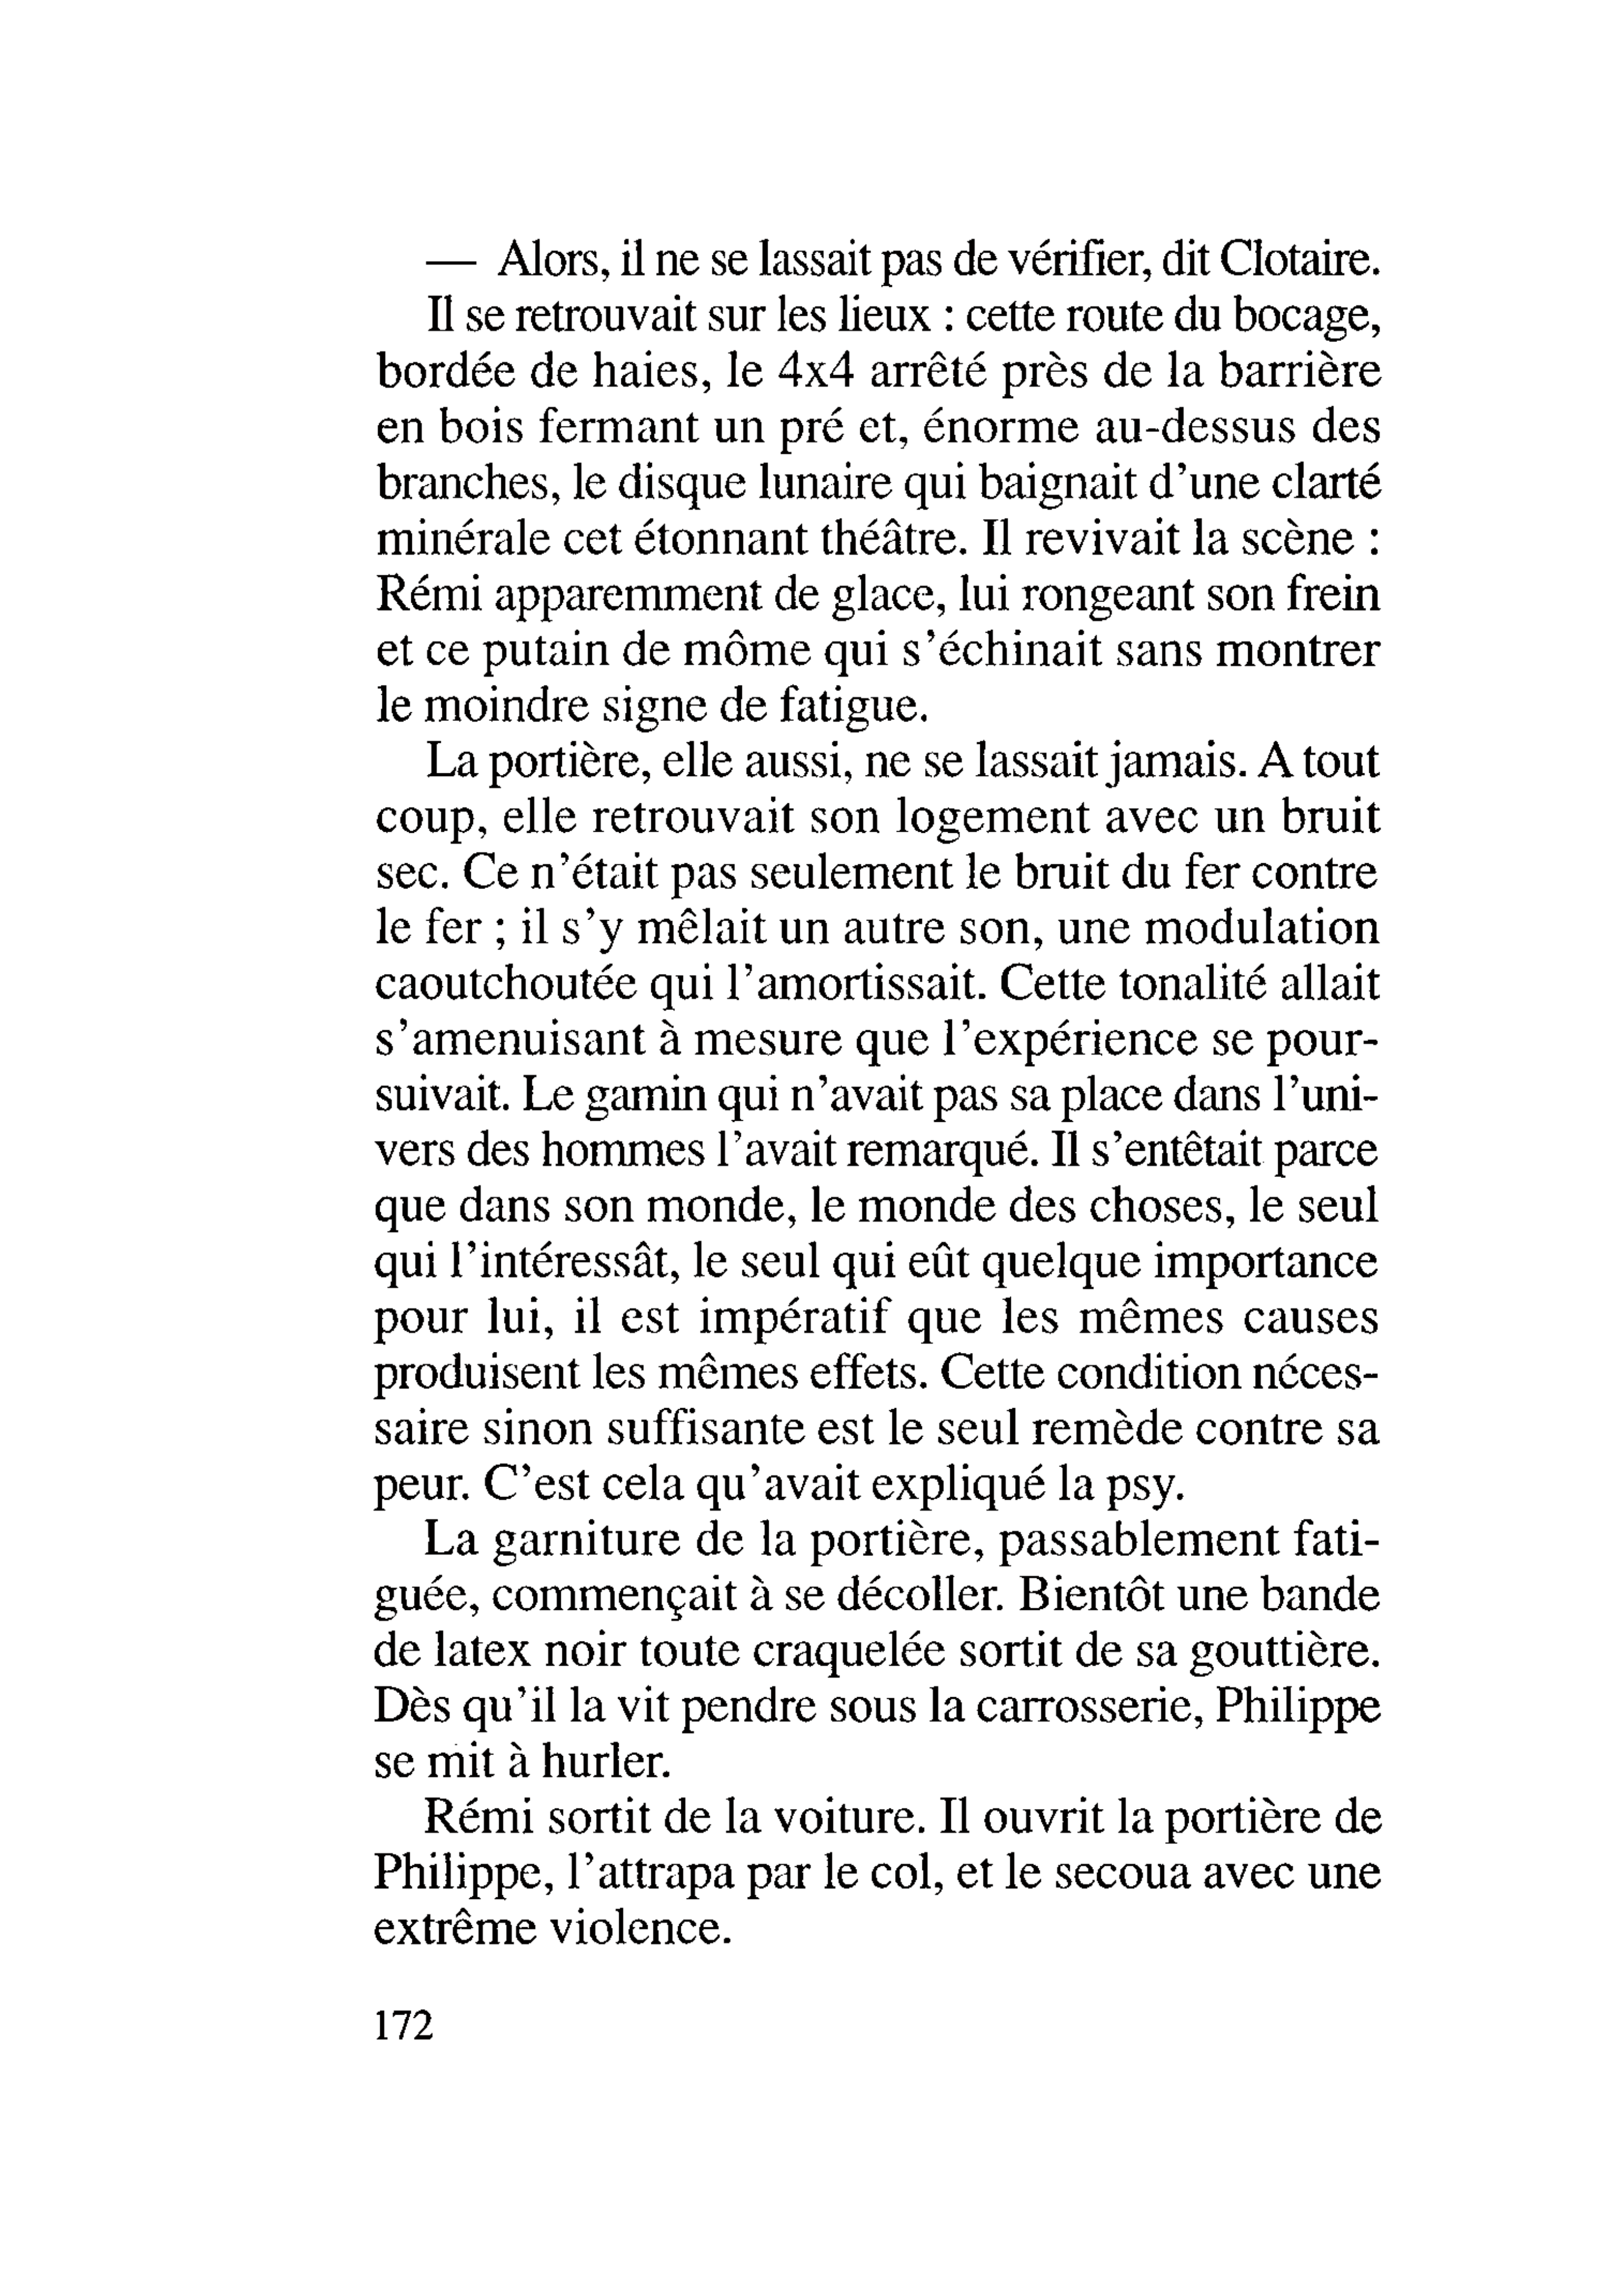 — Alors, il ne se lassait pas de vérifier, dit Clotaire.
Il se retrouvait sur les lieux : cette route du bocage,
bordée de haies, le 4x4 arrêté près de la barrière
en bois fermant un pré et, énorme au-dessus des
branches, le disque lunaire qui baignait d'une clarté
minérale cet étonnant théâtre. Il revivait la scène :
Rémi apparemment de glace, lui rongeant son frein
et ce putain de môme qui s'échinait sans montrer
le moindre signe de fatigue.
La portière, elle aussi, ne se lassait jamais. A tout
coup, elle retrouvait son logement avec un bruit
sec. Ce n'était pas seulement le bruit du fer contre
le fer ; il s'y mêlait un autre son, une modulation
caoutchoutée qui l'amortissait. Cette tonalité allait
s'amenuisant à mesure que l'expérience se pour-
suivait. Le gamin qui n'avait pas sa place dans l'uni-
vers des hommes l'avait remarqué. Il s'entêtait parce
que dans son monde, le monde des choses, le seul
qui l'intéressât, le seul qui eût quelque importance
pour lui, il est impératif que les mêmes causes
produisent les mêmes effets. Cette condition néces-
saire sinon suffisante est le seul remède contre sa
peur. C'est cela qu'avait expliqué la psy.
La garniture de la portière, passablement fati-
guée, commençait à se décoller. Bientôt une bande
de latex noir toute craquelée sortit de sa gouttière.
Dès qu'il la vit pendre sous la carrosserie, Philippe
se mit à hurler.
Rémi sortit de la voiture. Il ouvrit la portière de
Philippe, l'attrapa par le col, et le secoua avec une
extrême violence.
172